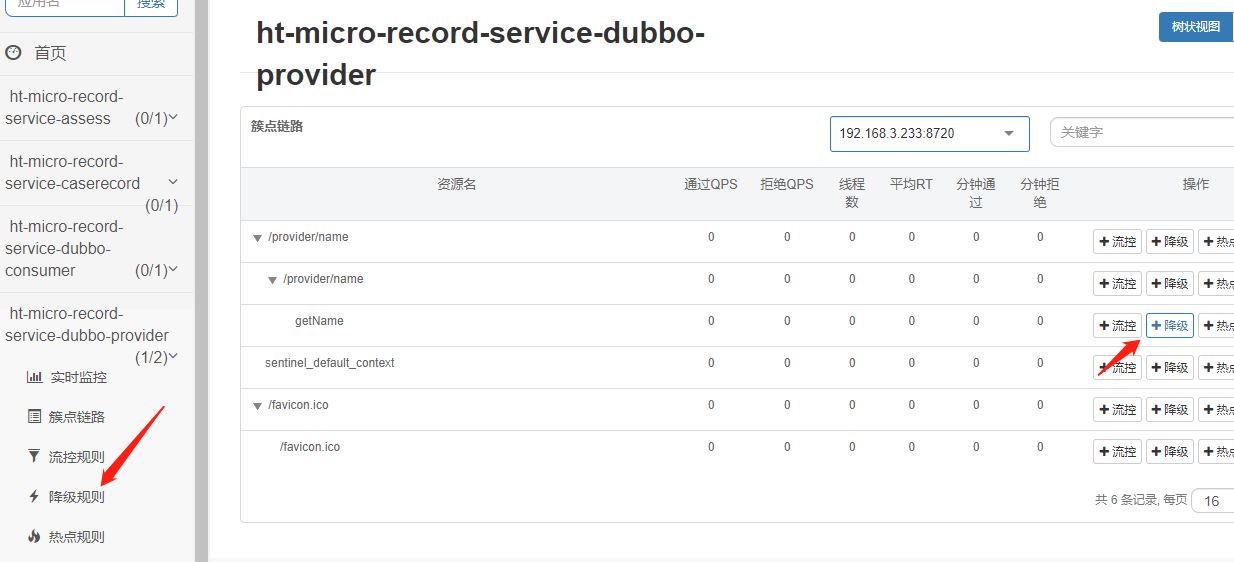 应用名
搜索
首页
ht-micro-record-
service-assess (0/1)
ht-micro-record-
service-caserecord
(0/1)
ht-micro-record-
service-dubbo-
consumer (0/1)
ht-micro-record-
service-dubbo-provider
(1/2)
实时监控
簇点链路
流控规则
降级规则
热点规则
ht-micro-record-service-dubbo-
provider
树状视图
簇点链路
192.168.3.233:8720
关键字
资源名 通过QPS 拒绝QPS 线程 平均RT 分钟通 分钟拒 操作
数 过 绝
/provider/name 0 0 0 0 0 0 流控 降级 热点
/provider/name 0 0 0 0 0 0 流控 降级 热点
getName 0 0 0 0 0 0 流控 降级 热点
sentinel_default_context 0 0 0 0 0 0 流控 降级 热点
/favicon.ico 0 0 0 0 0 0 流控 降级 热点
/favicon.ico 0 0 0 0 0 0 流控 降级 热点
共 6 条记录, 每页 16